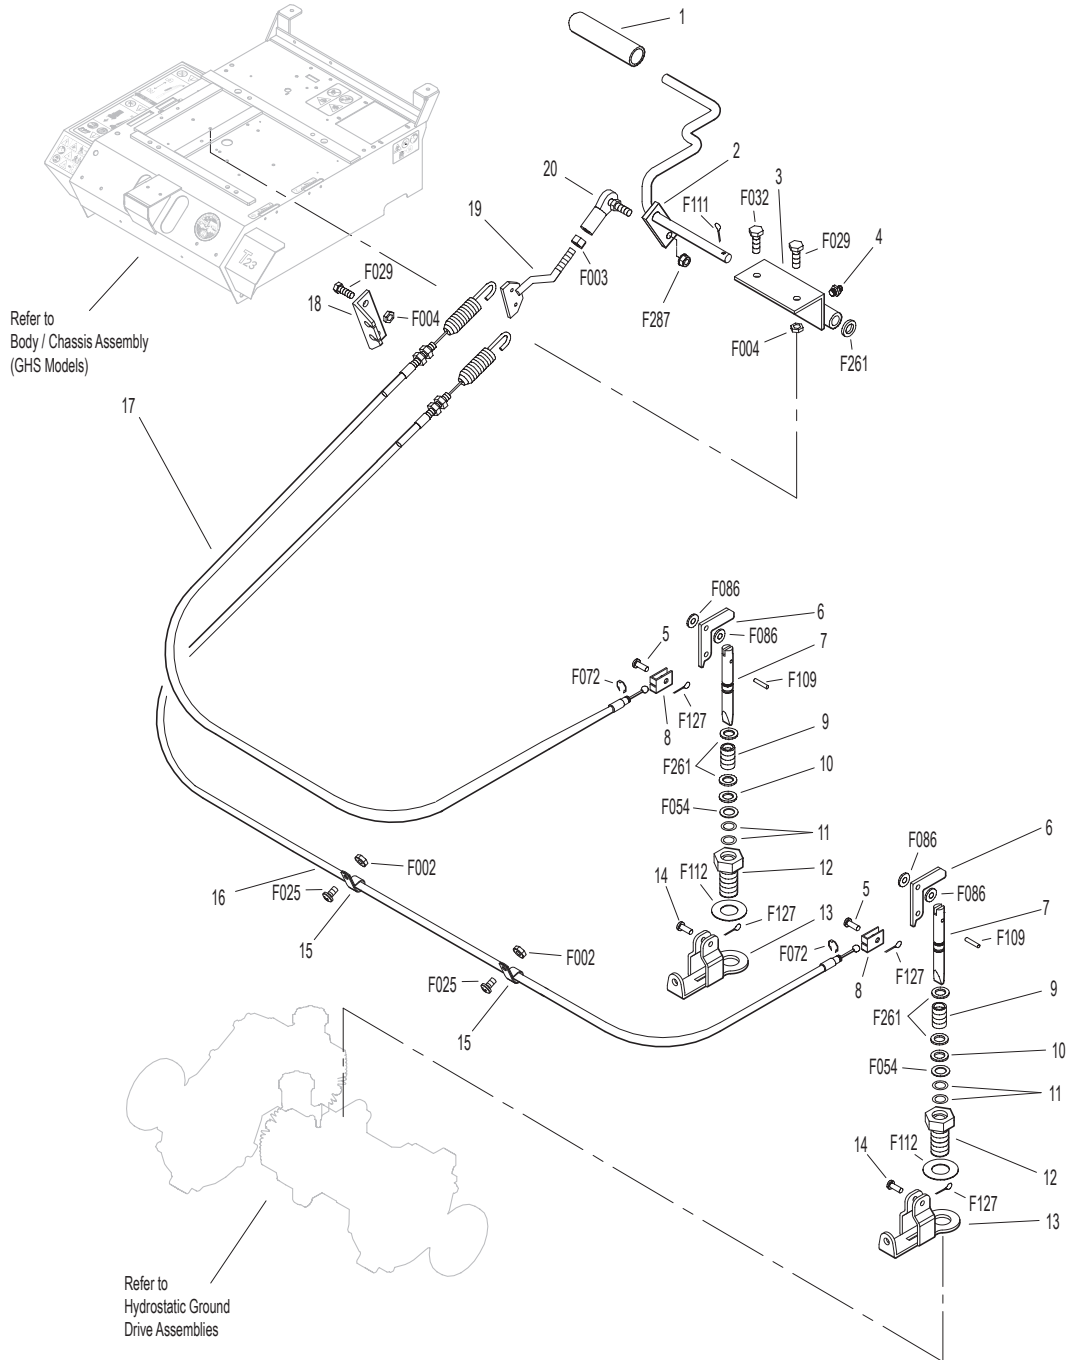 1
2
20
3
F032
F111
19
F029
4
F003
F029
F287
18
F004
Refer to
Body / Chassis Assembly
(GHS Models)
F004
F261
T23
17
F086
6
5
F086
7
F072
F109
F127
8
9
F261
10
F054
11
F002
F112
12
16
F025
14
F127
13
15
F002
F072
F025
15
F086
6
5
F086
7
F109
F127
8
9
F261
10
F054
11
14
F112
12
F127
13
Refer to
Hydrostatic Ground
Drive Assemblies